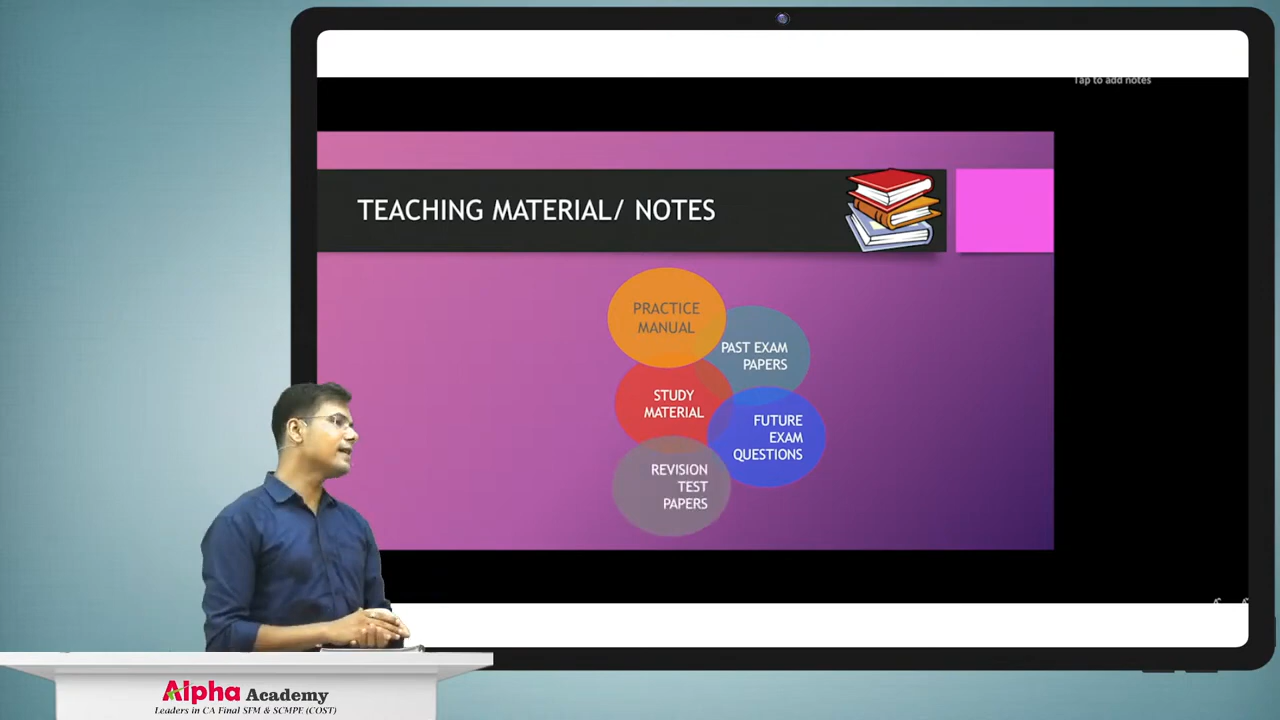 Tap to add notes
TEACHING MATERIAL/ NOTES
PRACTICE
MANUAL
PAST EXAM
PAPERS
STUDY
MATERIAL
FUTURE
EXAM
QUESTIONS
REVISION
TEST
PAPERS
Alpha Academy
Leaders in CA Final SFM & SCMPE (COST)